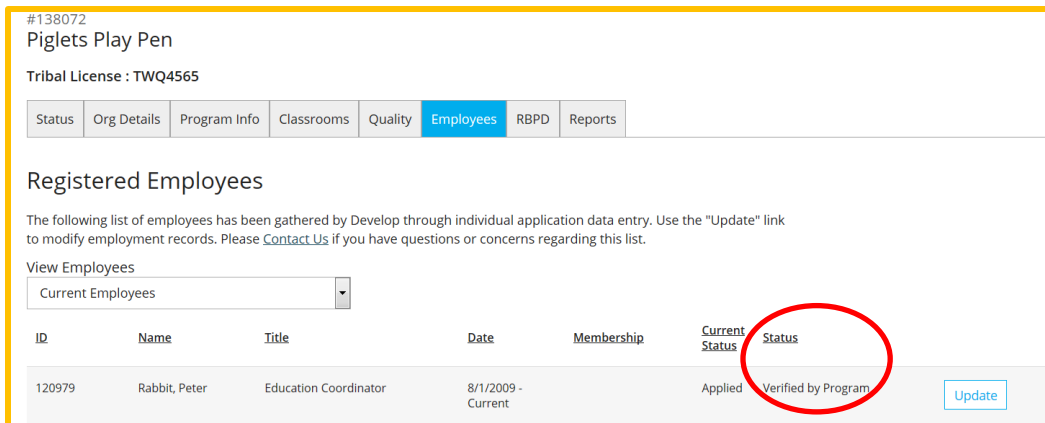 #138072
Piglets Play Pen
Tribal License : TWQ4565
Status Org Details Program Info Classrooms Quality Employees RBPD Reports
Registered Employees
The following list of employees has been gathered by Develop through individual application data entry. Use the "Update" link
to modify employment records. Please Contact Us if you have questions or concerns regarding this list.
View Employees
Current Employees
ID Name Title Date Membership Current Status Status
120979 Rabbit, Peter Education Coordinator 8/1/2009 - Current Applied Verified by Program Update